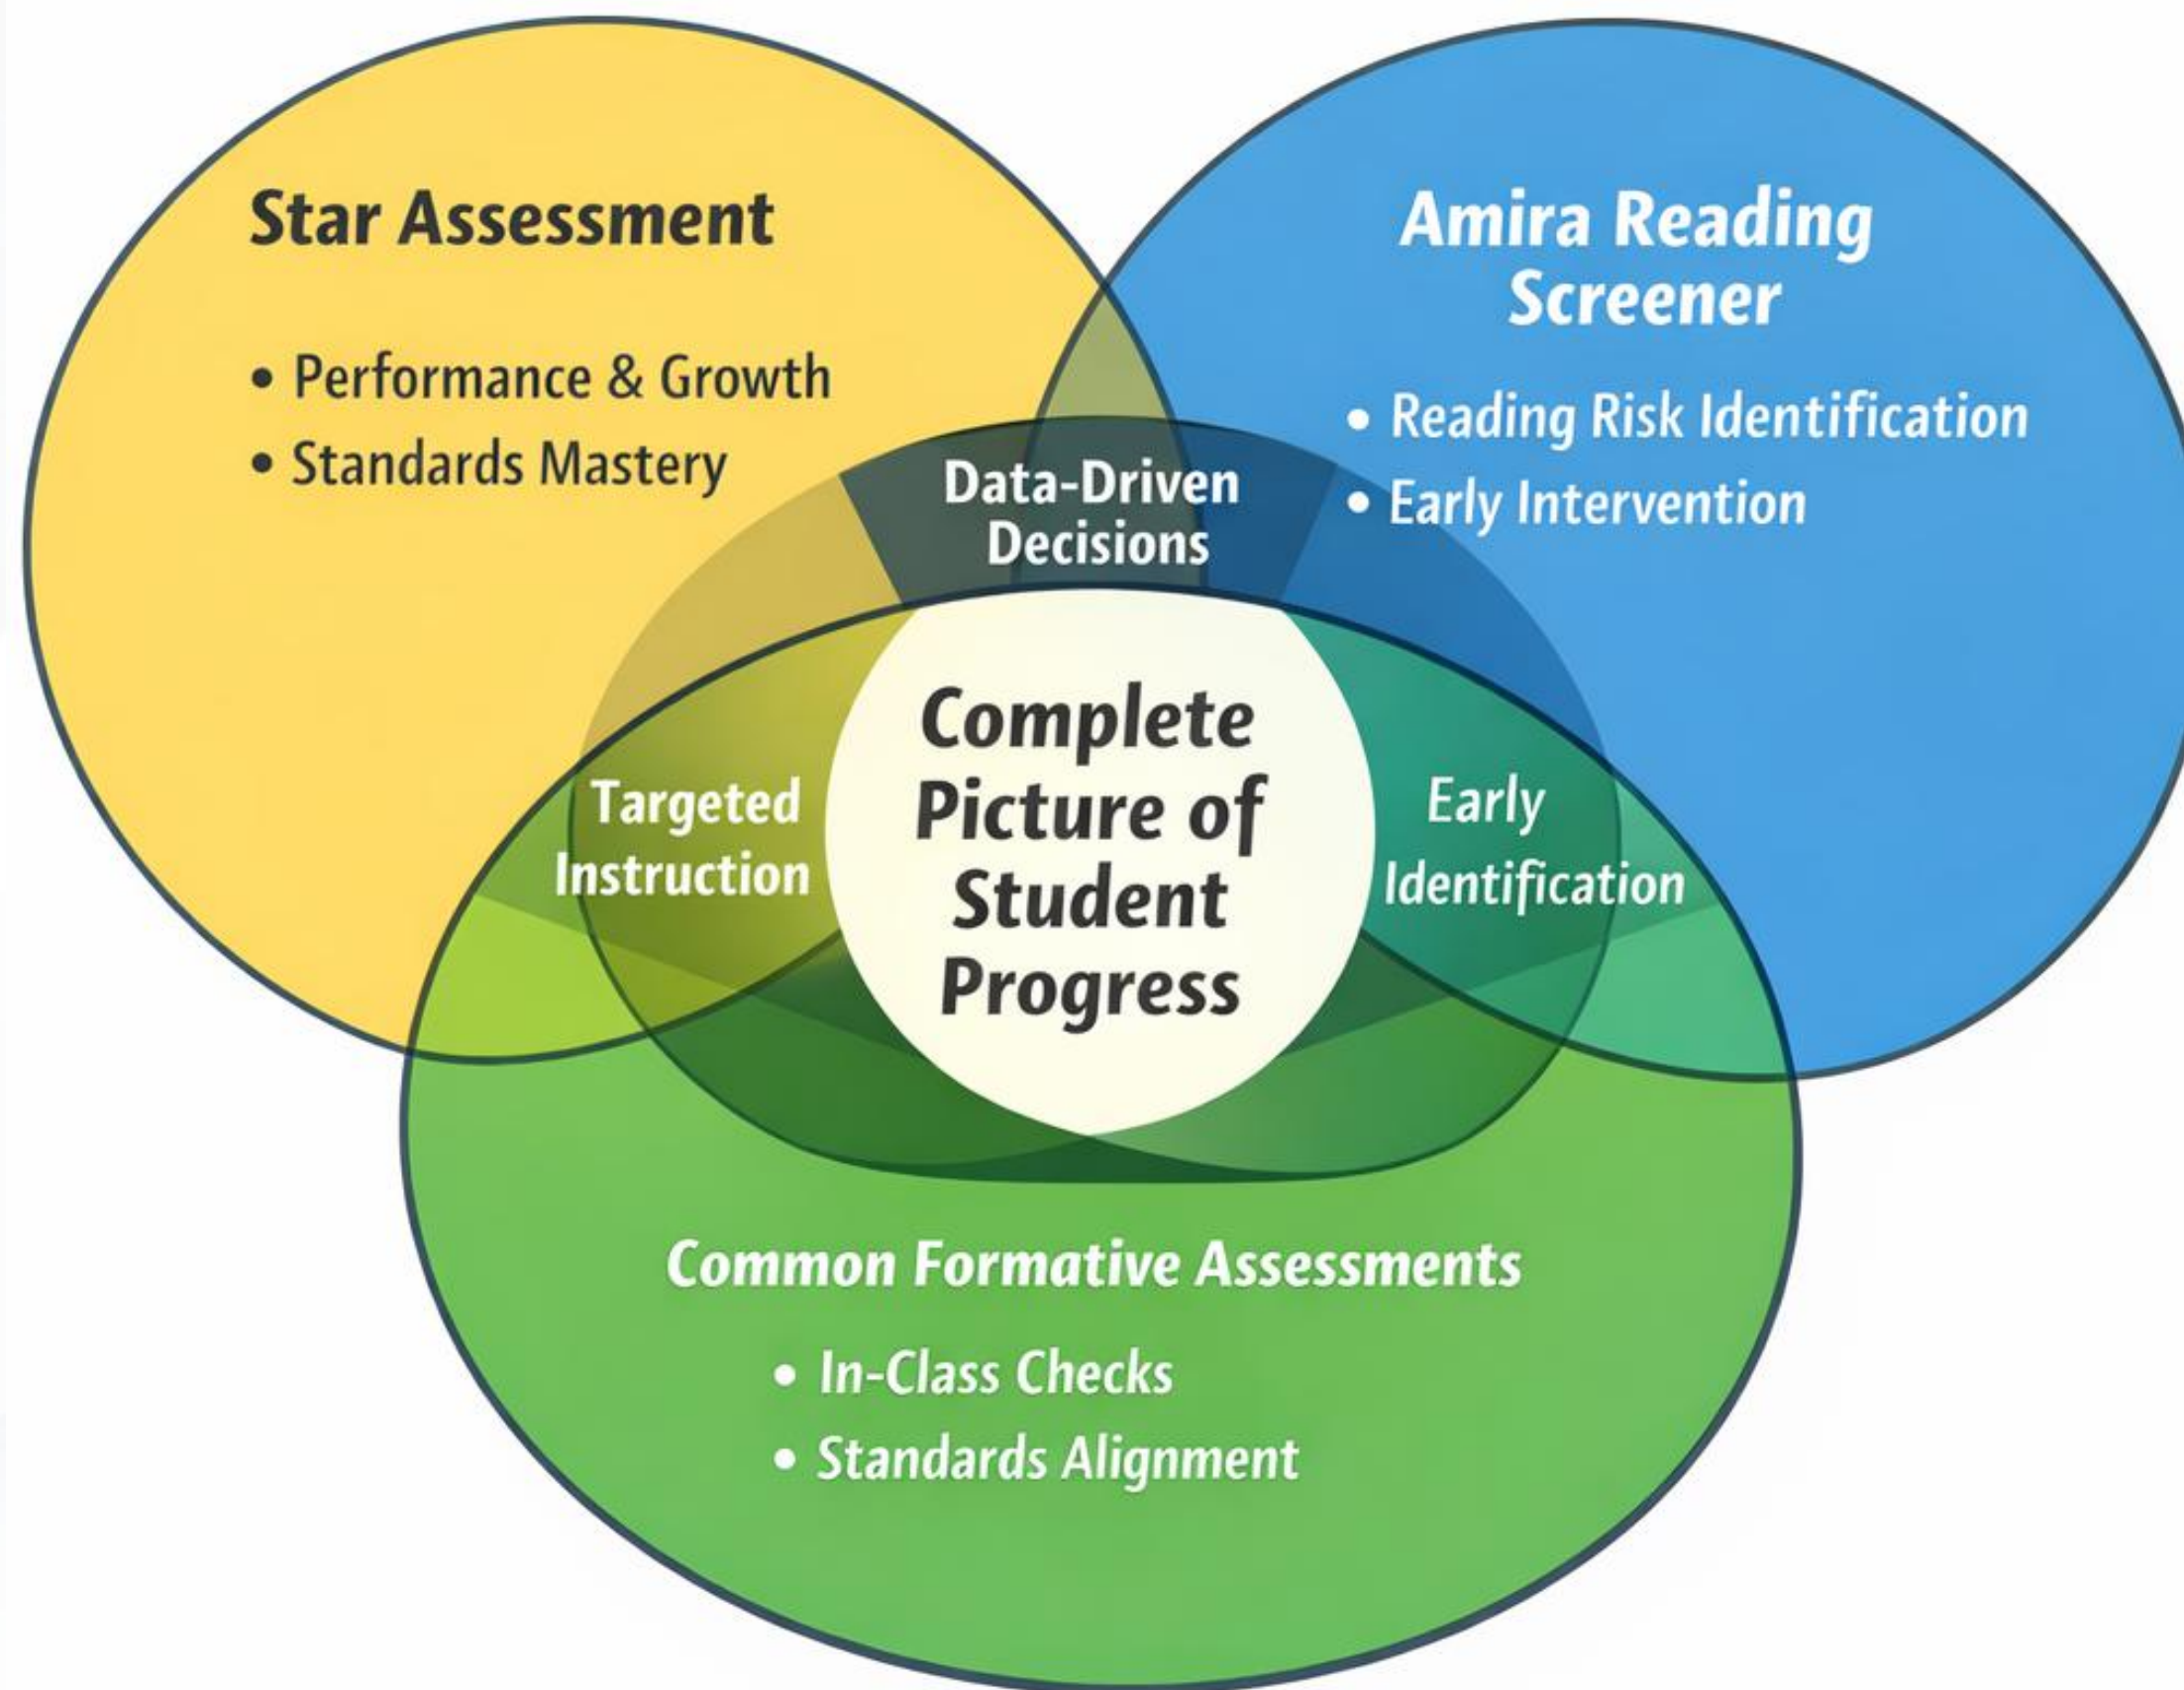 Star Assessment
• Performance & Growth
• Standards Mastery
Amira Reading
Screener
• Reading Risk Identification
• Early Intervention
Data-Driven
Decisions
Targeted
Instruction
Complete
Picture of
Student
Progress
Early
Identification
Common Formative Assessments
• In-Class Checks
• Standards Alignment